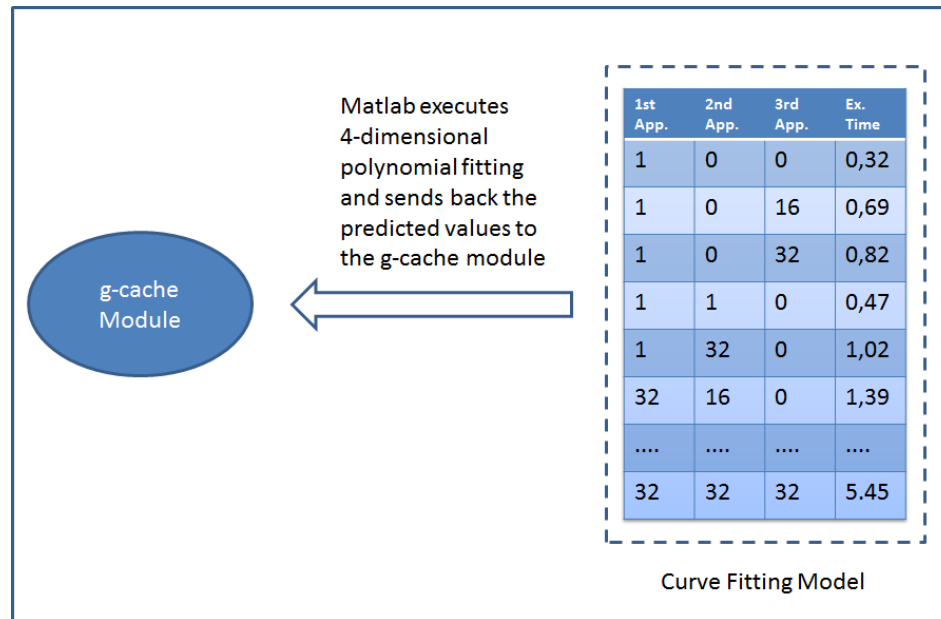 Matlab executes
4-dimensional
polynomial fitting
and sends back the
predicted values to
the g-cache module
g-cache
Module
1st App. 2nd App. 3rd App. Ex. Time
1 0 0 0,32
1 0 16 0,69
1 0 32 0,82
1 1 0 0,47
1 32 0 1,02
32 16 0 1,39
.... .... .... ....
32 32 32 5.45
Curve Fitting Model